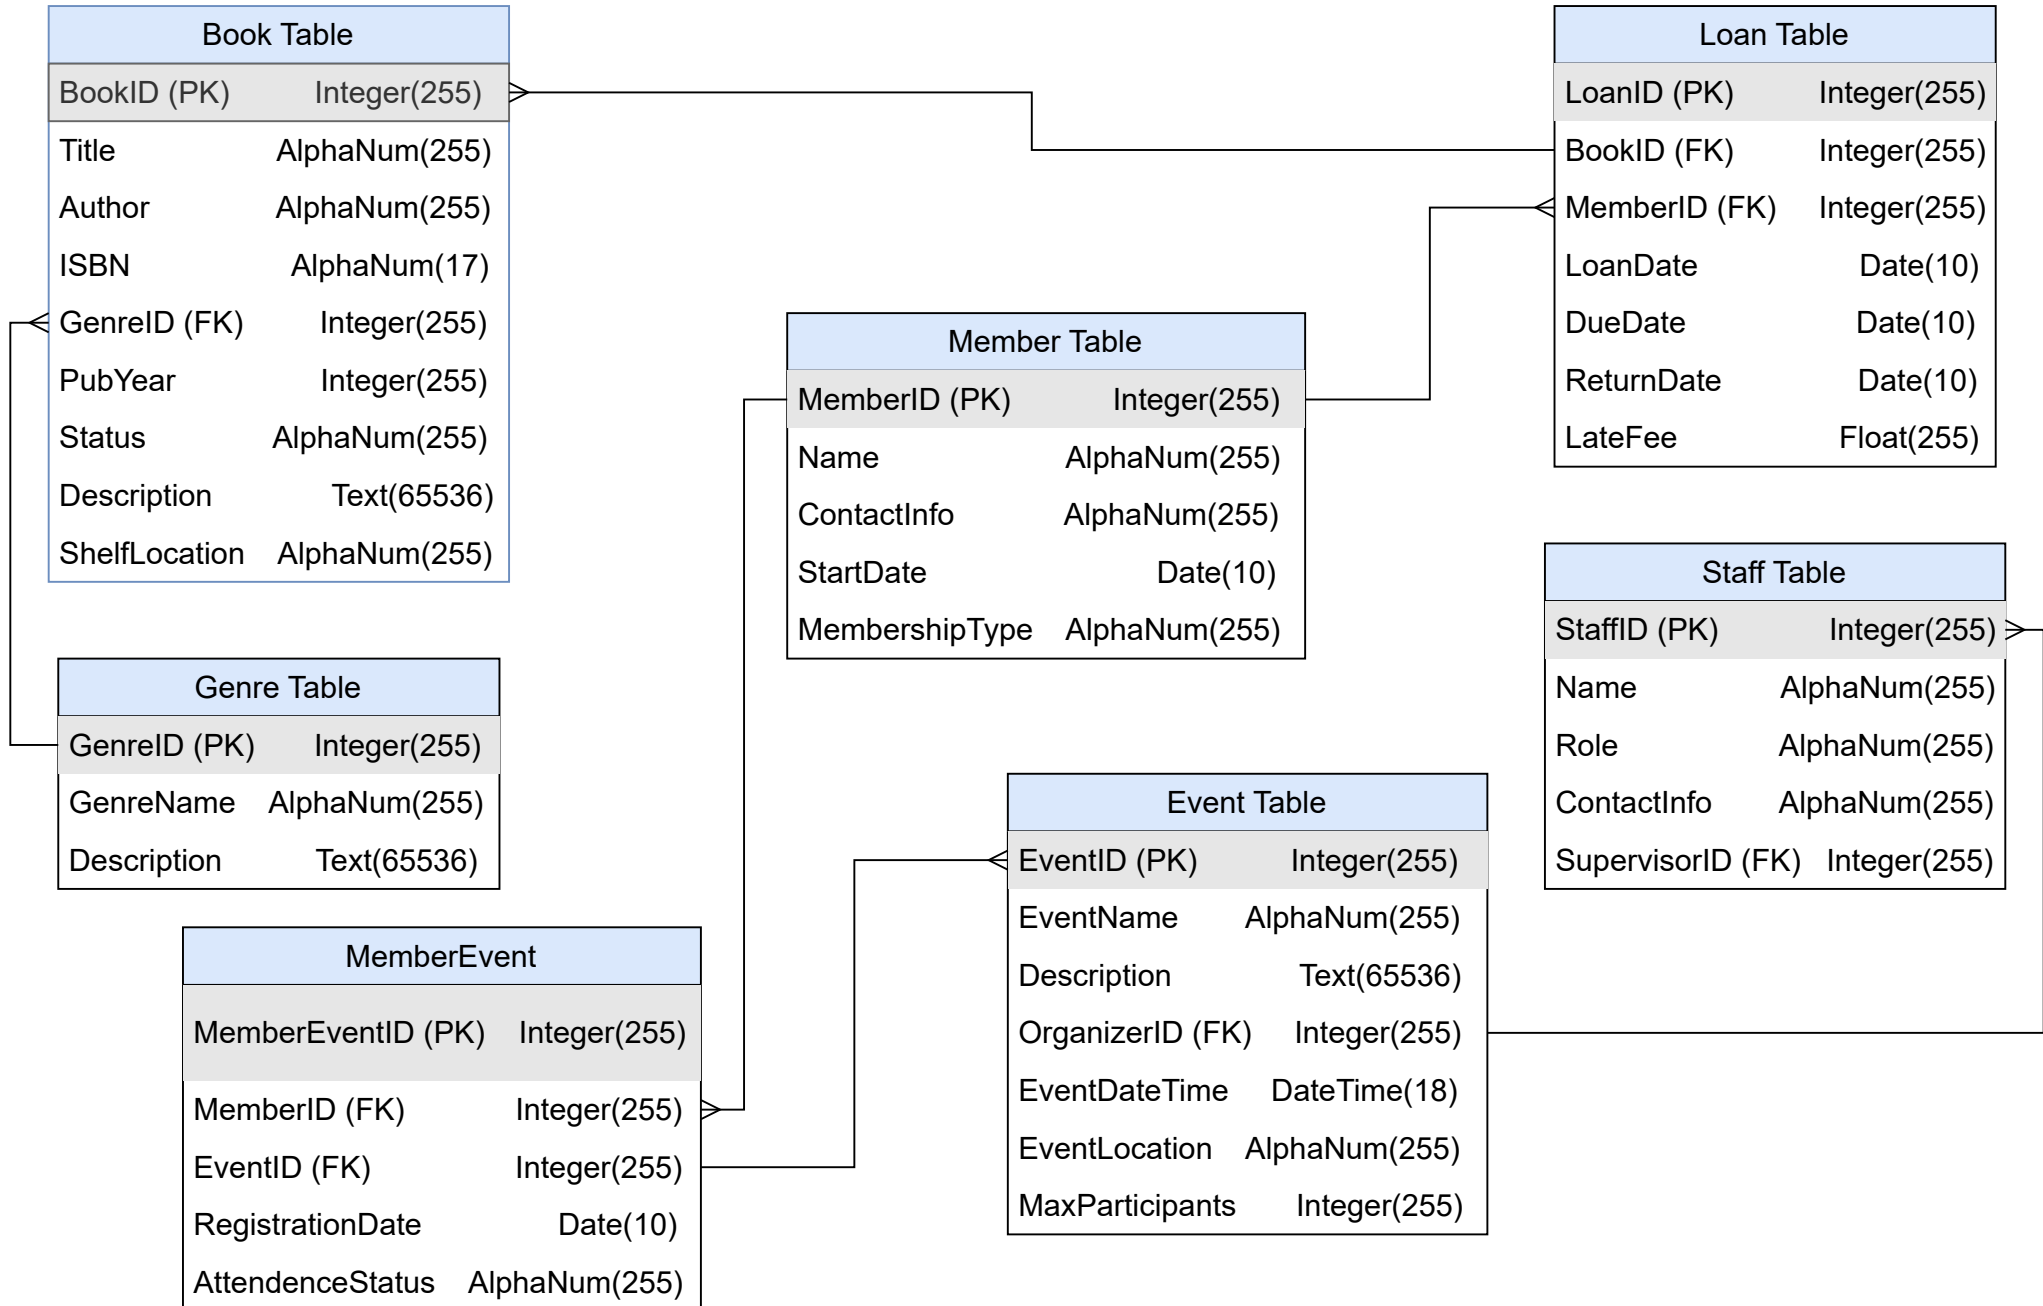 Book Table
BookID (PK) Integer(255)
Title AlphaNum(255)
Author AlphaNum(255)
ISBN AlphaNum(17)
GenreID (FK) Integer(255)
PubYear Integer(255)
Status AlphaNum(255)
Description Text(65536)
ShelfLocation AlphaNum(255)
Loan Table
LoanID (PK) Integer(255)
BookID (FK) Integer(255)
MemberID (FK) Integer(255)
LoanDate Date(10)
DueDate Date(10)
ReturnDate Date(10)
LateFee Float(255)
Member Table
MemberID (PK) Integer(255)
Name AlphaNum(255)
ContactInfo AlphaNum(255)
StartDate Date(10)
MembershipType AlphaNum(255)
Staff Table
StaffID (PK) Integer(255)
Name AlphaNum(255)
Role AlphaNum(255)
ContactInfo AlphaNum(255)
SupervisorID (FK) Integer(255)
Genre Table
GenreID (PK) Integer(255)
GenreName AlphaNum(255)
Description Text(65536)
Event Table
EventID (PK) Integer(255)
EventName AlphaNum(255)
Description Text(65536)
OrganizerID (FK) Integer(255)
EventDateTime DateTime(18)
EventLocation AlphaNum(255)
MaxParticipants Integer(255)
MemberEvent
MemberEventID (PK) Integer(255)
MemberID (FK) Integer(255)
EventID (FK) Integer(255)
RegistrationDate Date(10)
AttendenceStatus AlphaNum(255)